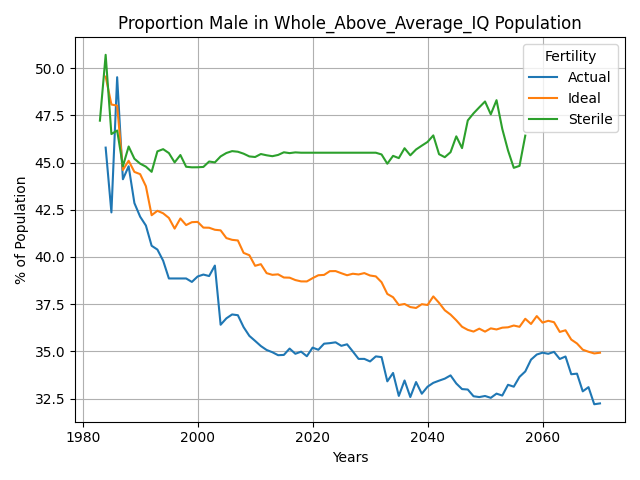 Proportion Male in Whole_Above_Average_IQ Population
Fertility
Actual
Ideal
Sterile
% of Population
50.0
47.5
45.0
42.5
40.0
37.5
35.0
32.5
1980 2000 2020 2040 2060
Years